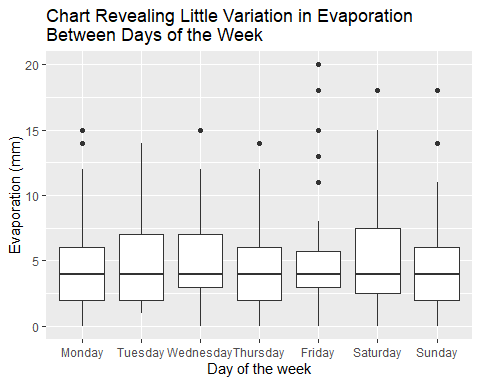 Chart Revealing Little Variation in Evaporation
Between Days of the Week
20
15
10
5
0
Evaporation (mm)
Monday Tuesday Wednesday Thursday Friday Saturday Sunday
Day of the week